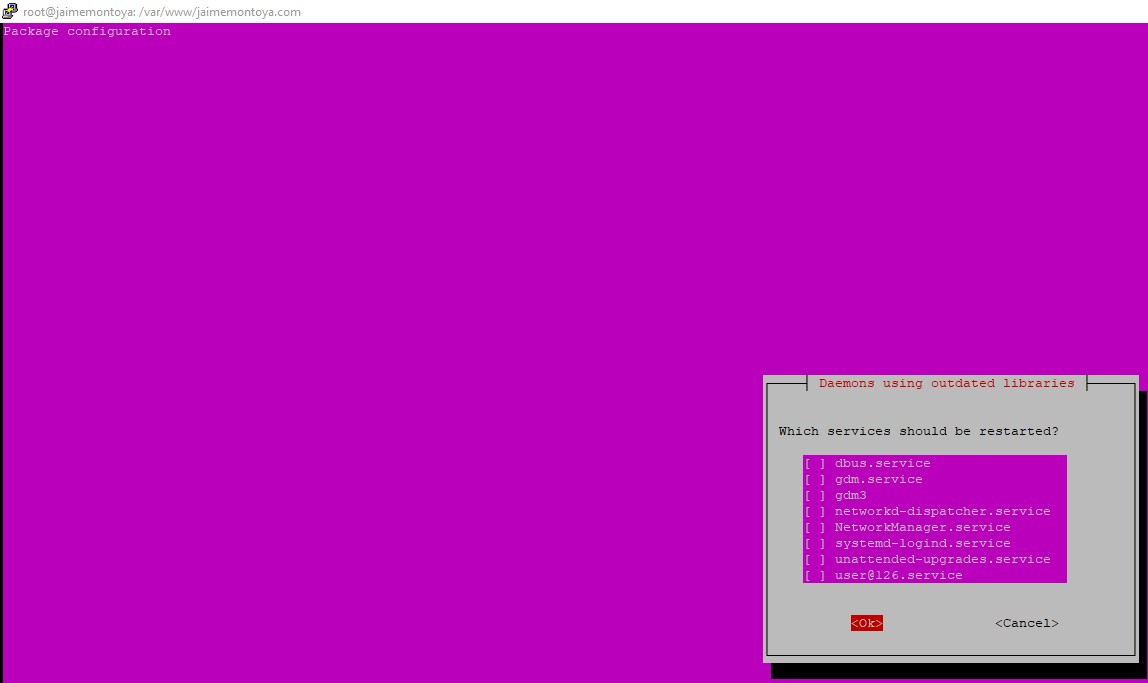 root@jaimemontoya: /var/www/jaimemontoya.com
Package configuration
Daemons using outdated libraries
Which services should be restarted?
[ ] dbus.service
[ ] gdm.service
[ ] gdm3
[ ] networkd-dispatcher.service
[ ] NetworkManager.service
[ ] systemd-logind.service
[ ] unattended-upgrades.service
[ ] user@126.service
<Ok> <Cancel>